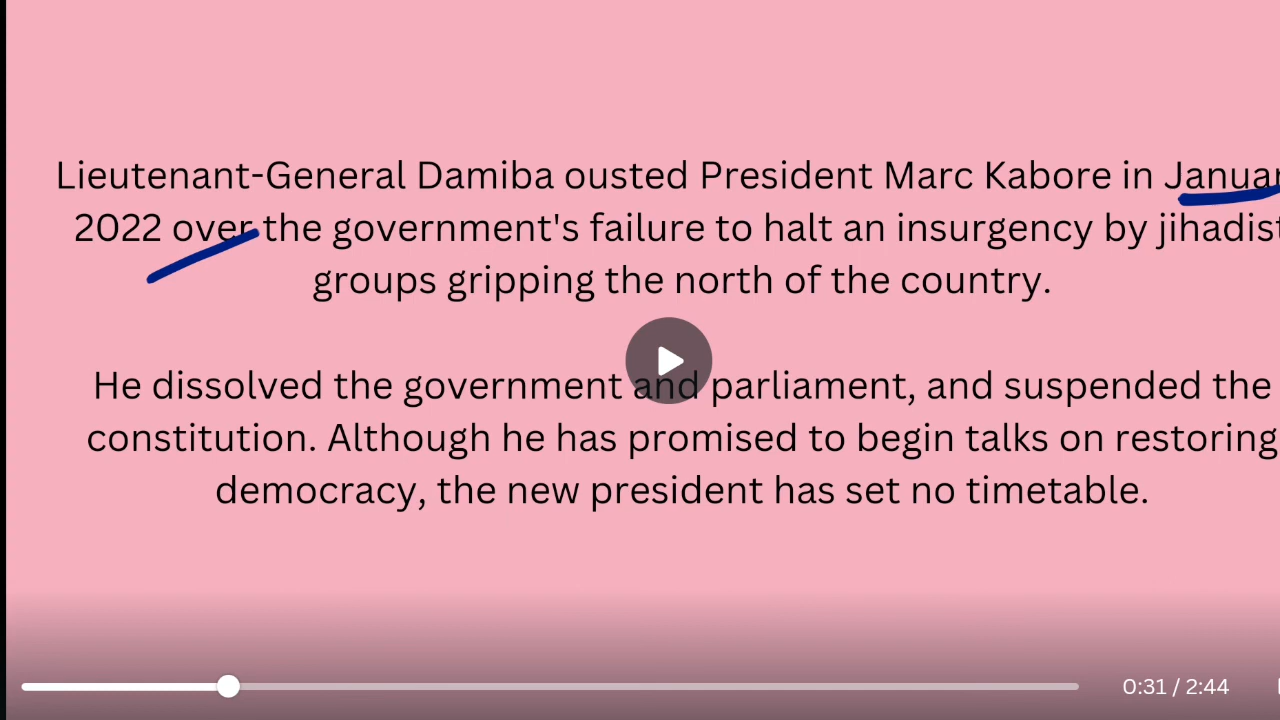 Lieutenant-General Damiba ousted President Marc Kabore in Januar
2022 over the government's failure to halt an insurgency by jihadist
groups gripping the north of the country.
He dissolved the government and parliament, and suspended the
constitution. Although he has promised to begin talks on restoring
democracy, the new president has set no timetable.
0:31 / 2:44